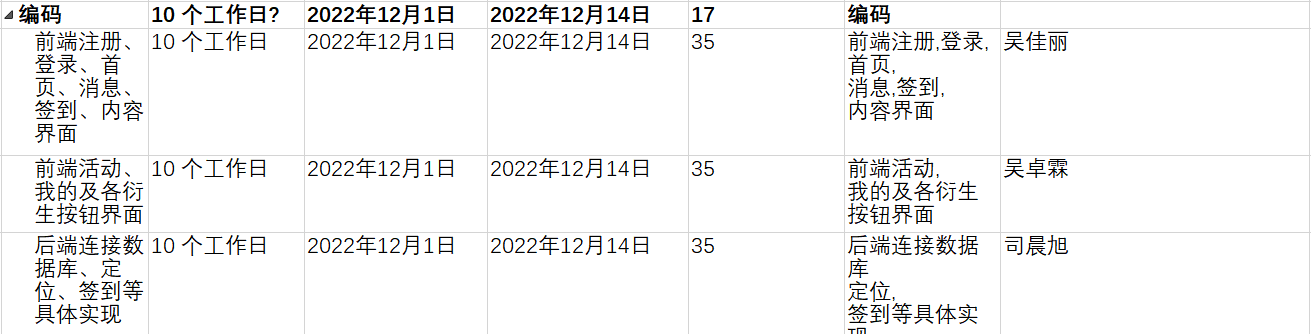 编码 10 个工作日? 2022年12月1日 2022年12月14日 17 编码
前端注册、 10 个工作日 2022年12月1日 2022年12月14日 35 前端注册,登录, 吴佳丽
登录、首 首页,
页、消息、 消息,签到,
签到、内容 内容界面
界面
前端活动、 10 个工作日 2022年12月1日 2022年12月14日 35 前端活动, 吴卓霖
我的及各衍 我的及各衍生
生按钮界面 按钮界面
后端连接数 10 个工作日 2022年12月1日 2022年12月14日 35 后端连接数据 司晨旭
据库、定 库
位、签到等 定位,
具体实现 签到等具体实
现